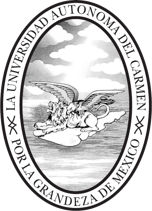 LA UNIVERSIDAD AUTONOMA DEL CARMEN
POR LA GRANDEZA DE MEXICO